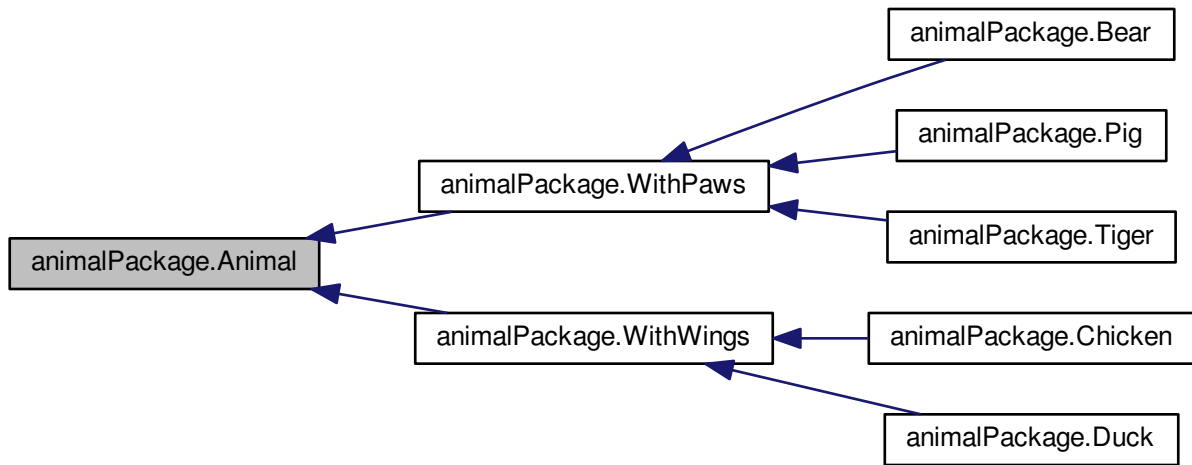 animalPackage.Bear
animalPackage.Pig
animalPackage.WithPaws
animalPackage.Tiger
animalPackage.Animal
animalPackage.WithWings
animalPackage.Chicken
animalPackage.Duck